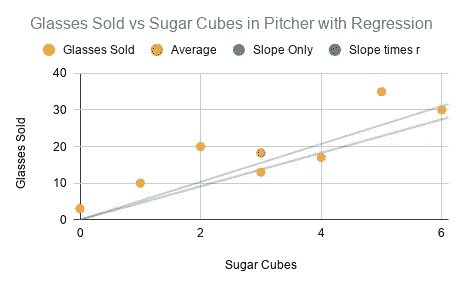 Glasses Sold vs Sugar Cubes in Pitcher with Regression
Glasses Sold Average Slope Only Slope times r
40
30
20
10
0
Glasses Sold
0 2 4 6
Sugar Cubes